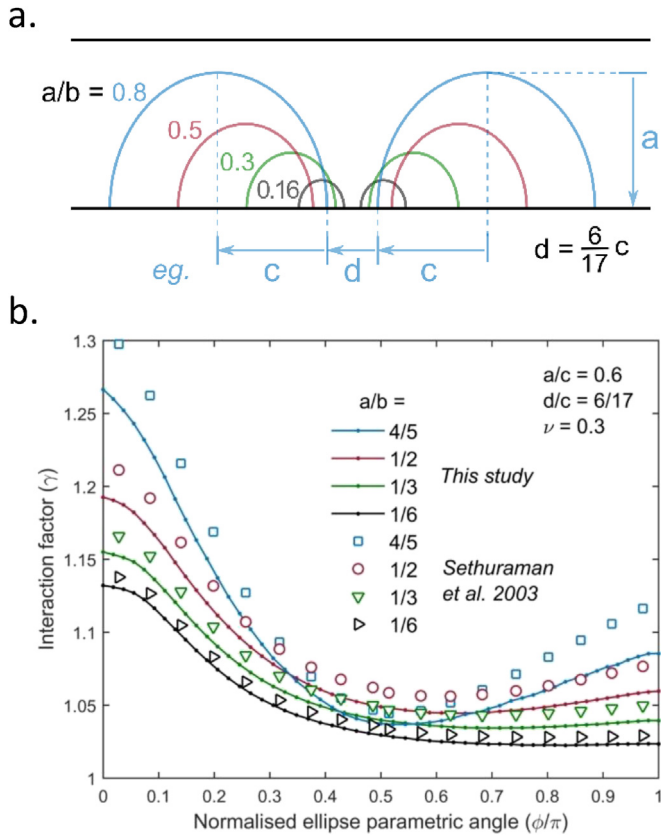 a.
a/b = 0.8
0.5
0.3
0.16
a
eg.
c
d
c
d = 6/17 c
b.
1.3
1.25
1.2
1.15
1.1
1.05
1
Interaction factor (γ)
a/b =
4/5
1/2
1/3
1/6
This study
4/5
1/2
1/3
1/6
Sethuraman
et al. 2003
a/c = 0.6
d/c = 6/17
ν = 0.3
0 0.1 0.2 0.3 0.4 0.5 0.6 0.7 0.8 0.9 1
Normalised ellipse parametric angle (ϕ/π)